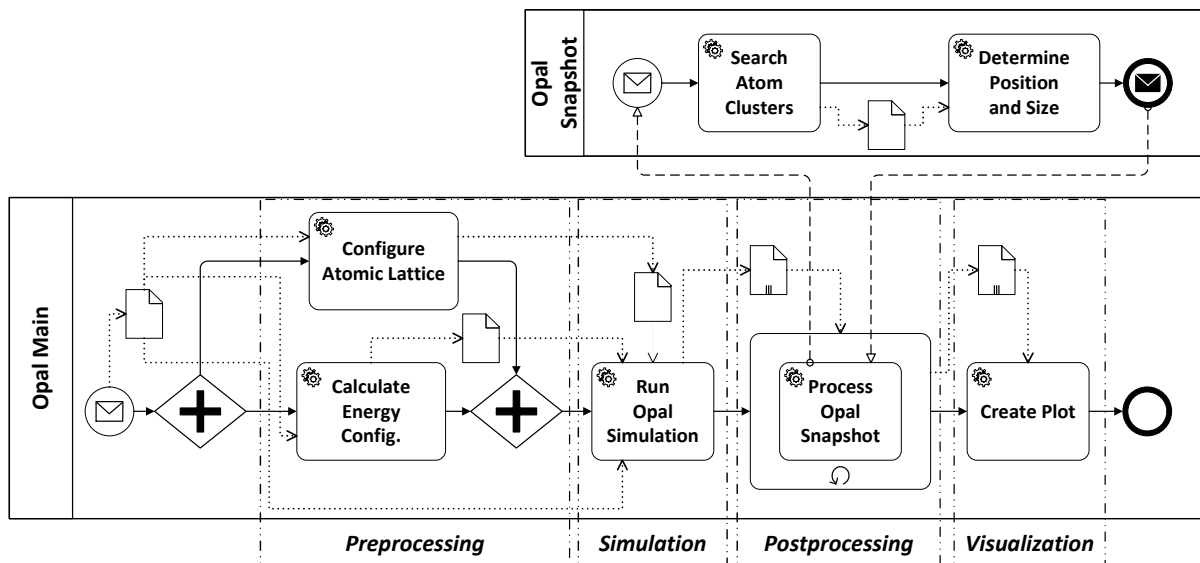 Opal
Snapshot
Search
Atom
Clusters
Determine
Position
and Size
Opal Main
Configure
Atomic Lattice
Calculate
Energy
Config.
Run
Opal
Simulation
Process
Opal
Snapshot
Create Plot
Preprocessing
Simulation
Postprocessing
Visualization